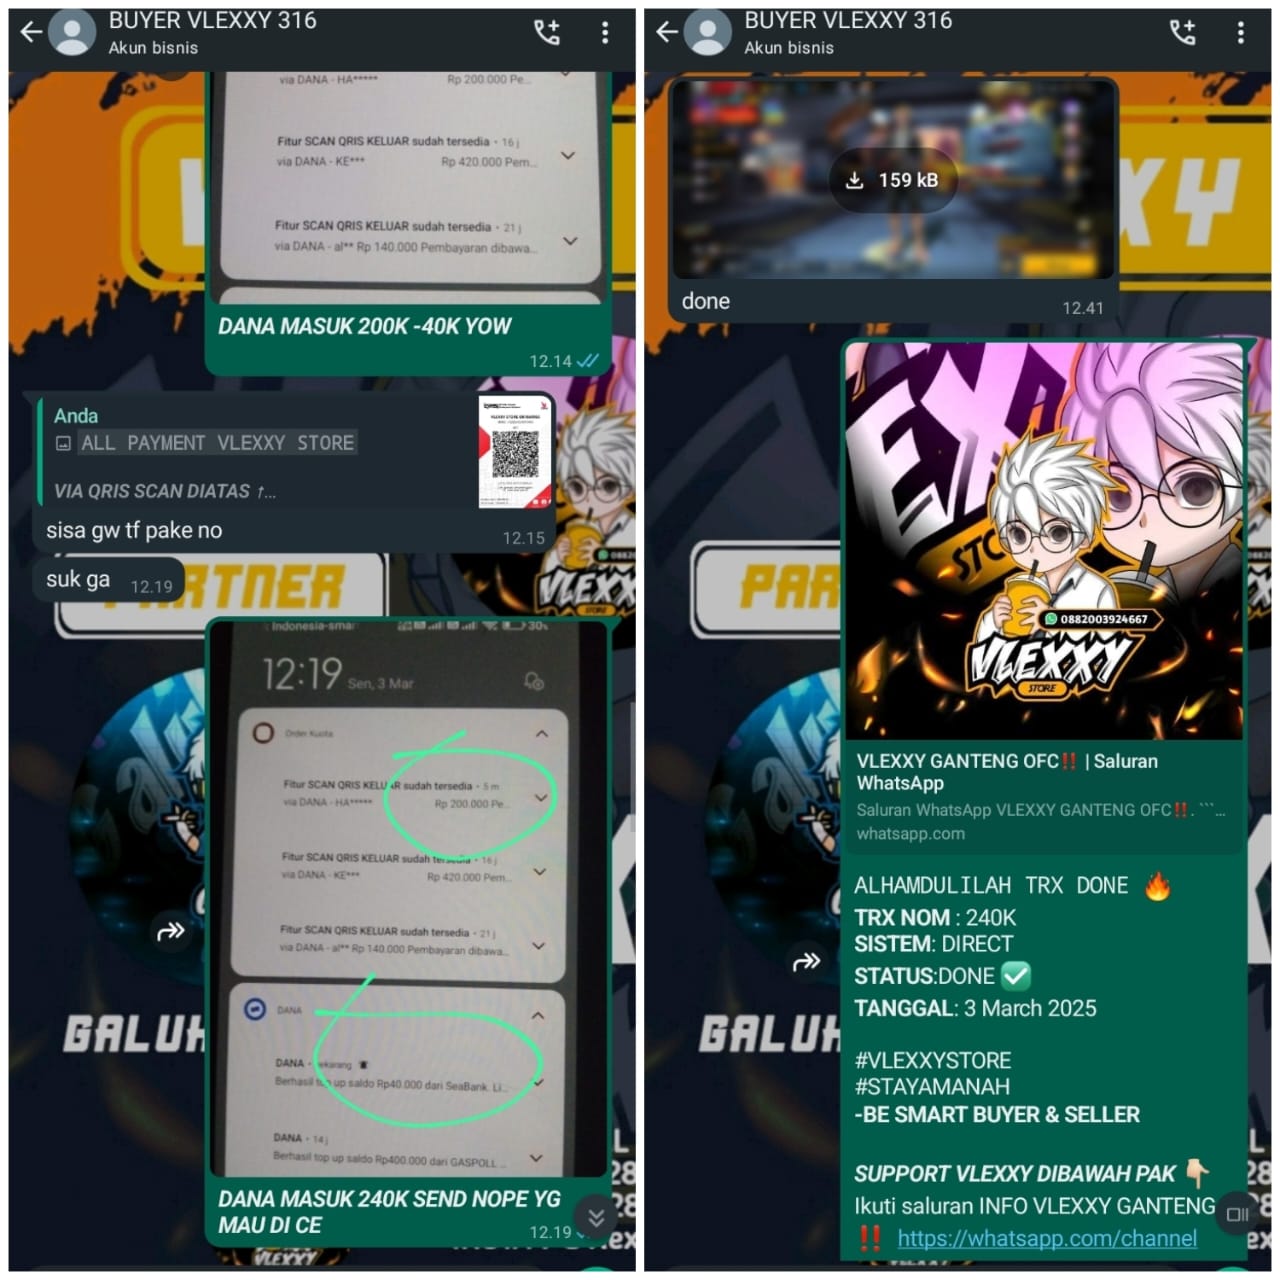 BUYER VLEXXY 316
Akun bisnis
via DANA - HA*****
Rp 200.000 Pe...
Fitur SCAN QRIS KELUAR sudah tersedia • 16 j
via DANA - KE***
Rp 420.000 Pem...
Fitur SCAN QRIS KELUAR sudah tersedia • 21 j
via DANA - al** Rp 140.000 Pembayaran dibawa...
DANA MASUK 200K -40K YOW
12.14
Anda
ALL PAYMENT VLEXXY STORE
VIA QRIS SCAN DIATAS ↑...
sisa gw tf pake no
12.15
suk ga
12.19
PARTNER
Indonesia-smar
30%
12:19 Sen, 3 Mar
Order Kuota
Fitur SCAN QRIS KELUAR sudah tersedia • 5 m
via DANA - HA*****
Rp 200.000 Pe...
Fitur SCAN QRIS KELUAR sudah tersedia • 16 j
via DANA - KE***
Rp 420.000 Pem...
Fitur SCAN QRIS KELUAR sudah tersedia • 21 j
via DANA - al** Rp 140.000 Pembayaran dibawa...
DANA
DANA • sekarang
Berhasil top up saldo Rp40.000 dari SeaBank. Li...
DANA • 14 j
Berhasil top up saldo Rp400.000 dari GASPOLL...
DANA MASUK 240K SEND NOPE YG
MAU DI CE
12.19
GALUH
VLEXXY
BUYER VLEXXY 316
Akun bisnis
XY
159 kB
done
12.41
PAR
GALU
EX
STO
0882003924667
VLEXXY
STORE
VLEXXY GANTENG OFC‼️ | Saluran
WhatsApp
Saluran WhatsApp VLEXXY GANTENG OFC‼️. ```...
whatsapp.com
ALHAMDULILAH TRX DONE 🔥
TRX NOM : 240K
SISTEM: DIRECT
STATUS:DONE ✅
TANGGAL: 3 March 2025
#VLEXXYSTORE
#STAYAMANAH
-BE SMART BUYER & SELLER
SUPPORT VLEXXY DIBAWAH PAK 👇🏻
Ikuti saluran INFO VLEXXY GANTENG
‼️ https://whatsapp.com/channel